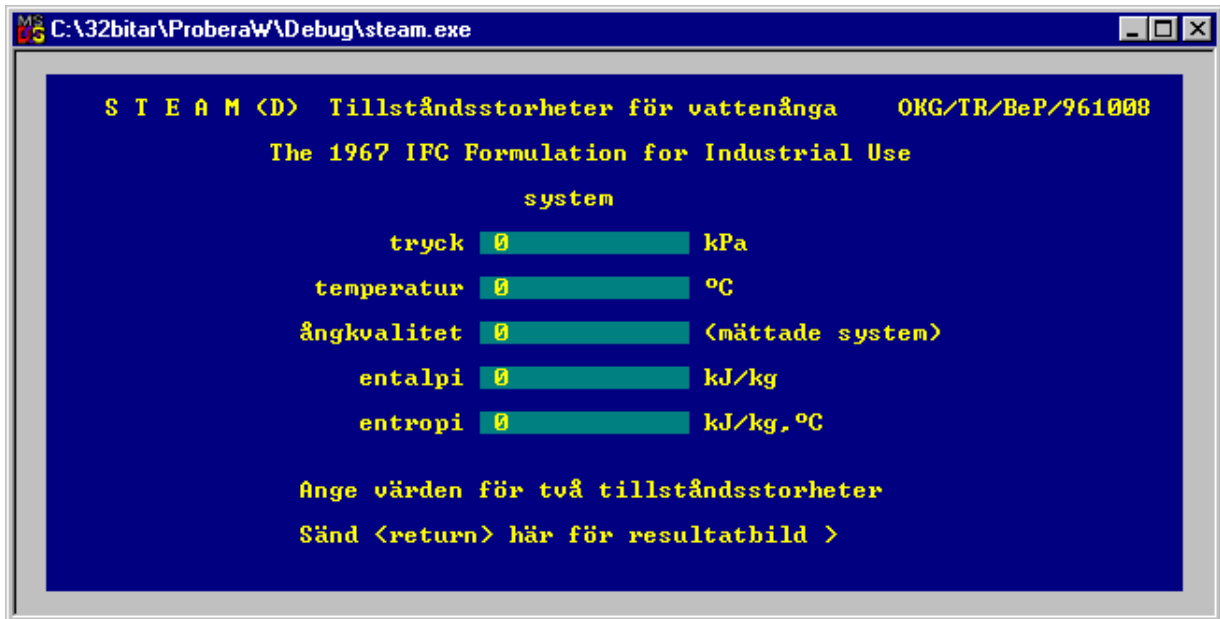 C:\32bitar\ProberaW\Debug\steam.exe
S T E A M (D) Tillståndsstorheter för vattenånga OKG/TR/BeP/961008
The 1967 IFC Formulation for Industrial Use
system
tryck 0 kPa
temperatur 0 ºC
ångkvalitet 0 (mättade system)
entalpi 0 kJ/kg
entropi 0 kJ/kg,ºC
Ange värden för två tillståndsstorheter
Sänd <return> här för resultatbild >